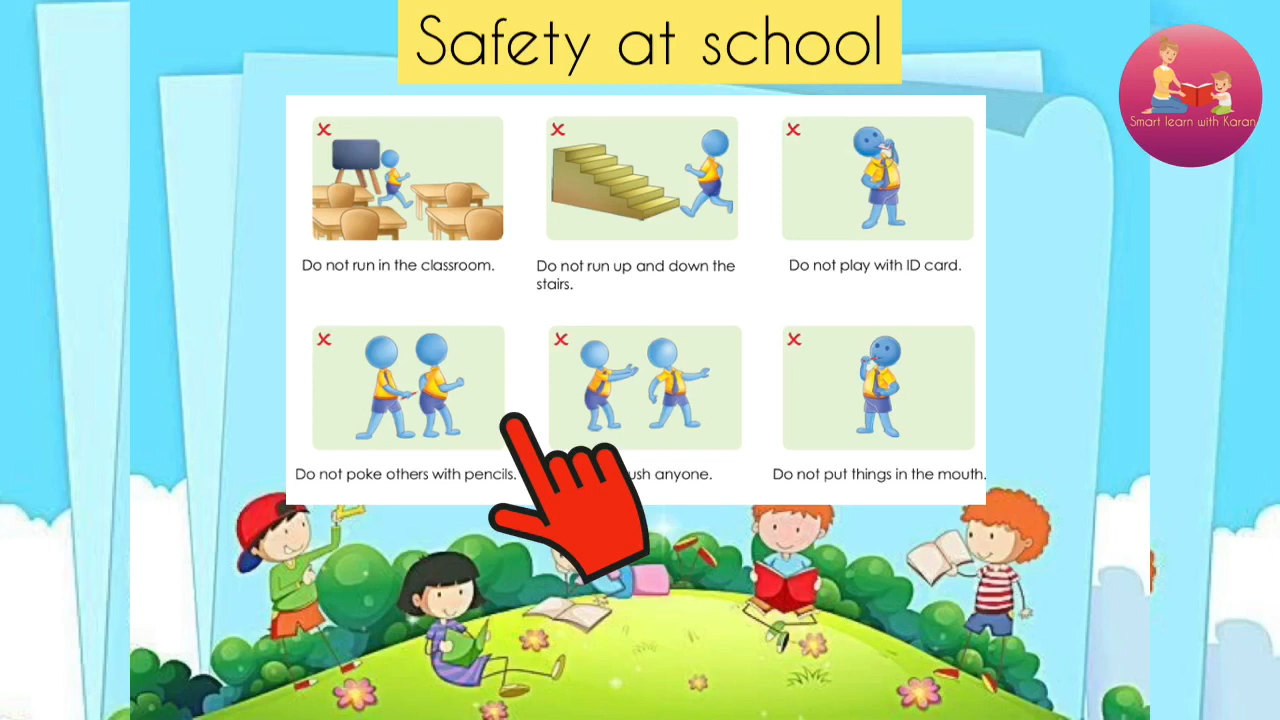 Safety at school
Smart learn with Karan
Do not run in the classroom.
Do not run up and down the
stairs.
Do not play with ID card.
Do not poke others with pencils.
ush anyone.
Do not put things in the mouth.